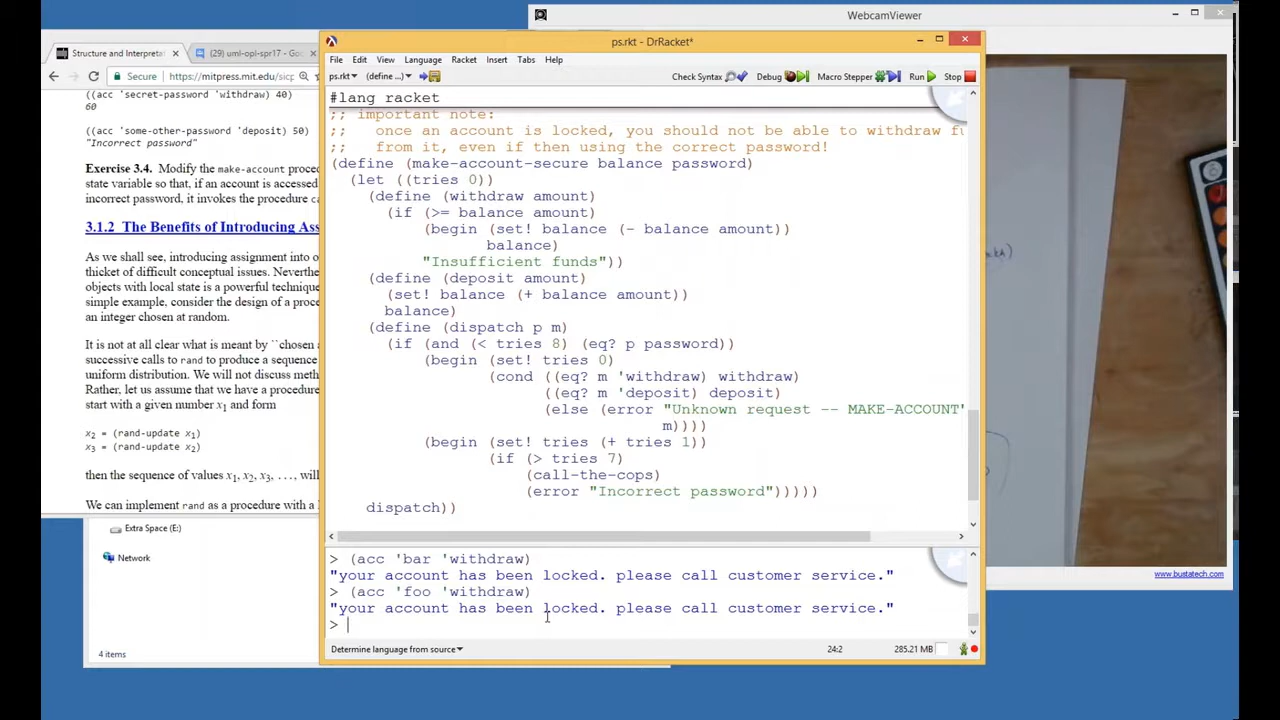 WebcamViewer
Structure and Interpreta
(29) uml-opl-spr17 - Goo
Secure
https://mitpress.mit.edu/sicp
((acc 'secret-password 'withdraw) 40)
60
((acc 'some-other-password 'deposit) 50)
"Incorrect password"
Exercise 3.4. Modify the make-account proced
state variable so that, if an account is accessed
incorrect password, it invokes the procedure ca
3.1.2 The Benefits of Introducing Ass
As we shall see, introducing assignment into o
thicket of difficult conceptual issues. Neverthe
objects with local state is a powerful technique
simple example, consider the design of a proce
an integer chosen at random.
It is not at all clear what is meant by ``chosen a
successive calls to rand to produce a sequence
uniform distribution. We will not discuss meth
Rather, let us assume that we have a procedure
start with a given number x1 and form
x2 = (rand-update x1)
x3 = (rand-update x2)
then the sequence of values x1, x2, x3, ..., will
We can implement rand as a procedure with a l
Extra Space (E:)
Network
4 items
ps.rkt - DrRacket*
File Edit View Language Racket Insert Tabs Help
ps.rkt (define ...) Check Syntax Debug Macro Stepper Run Stop
#lang racket
;; important note:
;;   once an account is locked, you should not be able to withdraw fu
;;   from it, even if then using the correct password!
(define (make-account-secure balance password)
(let ((tries 0))
(define (withdraw amount)
(if (>= balance amount)
(begin (set! balance (- balance amount))
balance)
"Insufficient funds"))
(define (deposit amount)
(set! balance (+ balance amount))
balance)
(define (dispatch p m)
(if (and (< tries 8) (eq? p password))
(begin (set! tries 0)
(cond ((eq? m 'withdraw) withdraw)
((eq? m 'deposit) deposit)
(else (error "Unknown request -- MAKE-ACCOUNT"
m))))
(begin (set! tries (+ tries 1))
(if (> tries 7)
(call-the-cops)
(error "Incorrect password")))))
dispatch))
> (acc 'bar 'withdraw)
"your account has been locked. please call customer service."
> (acc 'foo 'withdraw)
"your account has been locked. please call customer service."
>
Determine language from source
24:2
285.21 MB
www.bustatech.com